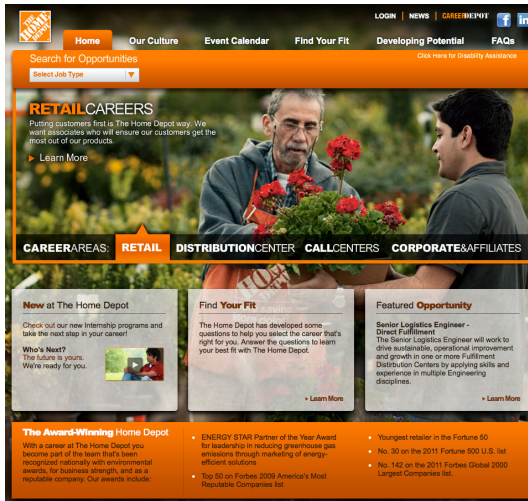 THE HOME DEPOT
LOGIN | NEWS | CAREERDEPOT
Home Our Culture Event Calendar Find Your Fit Developing Potential FAQs
Search for Opportunities
Click Here for Disability Assistance
Select Job Type
RETAILCAREERS
Putting customers first is The Home Depot way. We
want associates who will ensure our customers get the
most out of our products.
Learn More
CAREERAREAS: RETAIL DISTRIBUTIONCENTER CALLCENTERS CORPORATE&AFFILIATES
New at The Home Depot
Check out our new Internship programs and
take the next step in your career!
Who's Next?
The future is yours.
We're ready for you.
Find Your Fit
The Home Depot has developed some
questions to help you select the career that's
right for you. Answer the questions to learn
your best fit with The Home Depot.
Learn More
Featured Opportunity
Senior Logistics Engineer -
Direct Fulfillment
The Senior Logistics Engineer will work to
drive sustainable, operational improvement
and growth in one or more Fulfillment
Distribution Centers by applying skills and
experience in multiple Engineering
disciplines.
Learn More
The Award-Winning Home Depot
With a career at The Home Depot you
become part of the team that's been
recognized nationally with environmental
awards, for business strength, and as a
reputable company. Our awards include:
ENERGY STAR Partner of the Year Award
for leadership in reducing greenhouse gas
emissions through marketing of energy-
efficient solutions
Top 50 on Forbes 2009 America's Most
Reputable Companies list
Youngest retailer in the Fortune 50
No. 30 on the 2011 Fortune 500 U.S. list
No. 142 on the 2011 Forbes Global 2000
Largest Companies list.